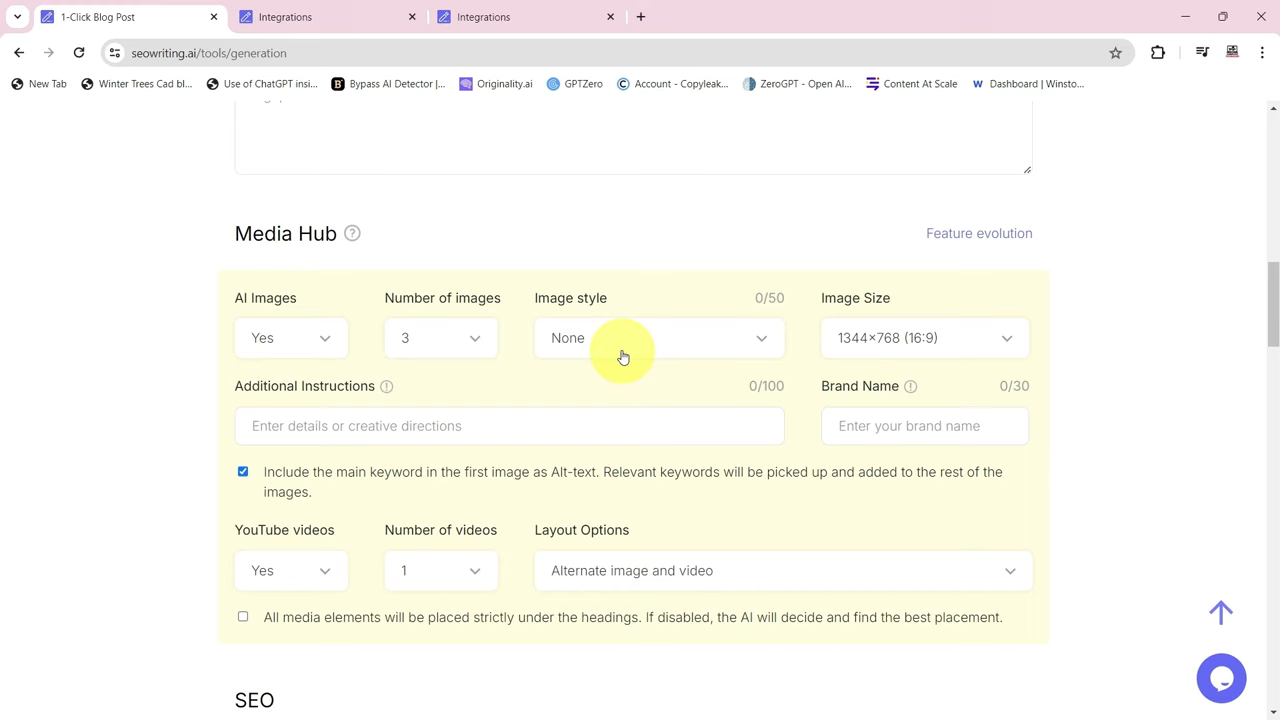 1-Click Blog Post
Integrations
Integrations
seowriting.ai/tools/generation
New Tab
Winter Trees Cad bl...
Use of ChatGPT insi...
Bypass AI Detector |...
Originality.ai
GPTZero
Account - Copyleak...
ZeroGPT - Open AI...
Content At Scale
Dashboard | Winsto...
Media Hub ?
Feature evolution
AI Images
Number of images
Image style
0/50
Image Size
Yes
3
None
1344×768 (16:9)
Additional Instructions
0/100
Brand Name
0/30
Enter details or creative directions
Enter your brand name
Include the main keyword in the first image as Alt-text. Relevant keywords will be picked up and added to the rest of the
images.
YouTube videos
Number of videos
Layout Options
Yes
1
Alternate image and video
All media elements will be placed strictly under the headings. If disabled, the AI will decide and find the best placement.
SEO